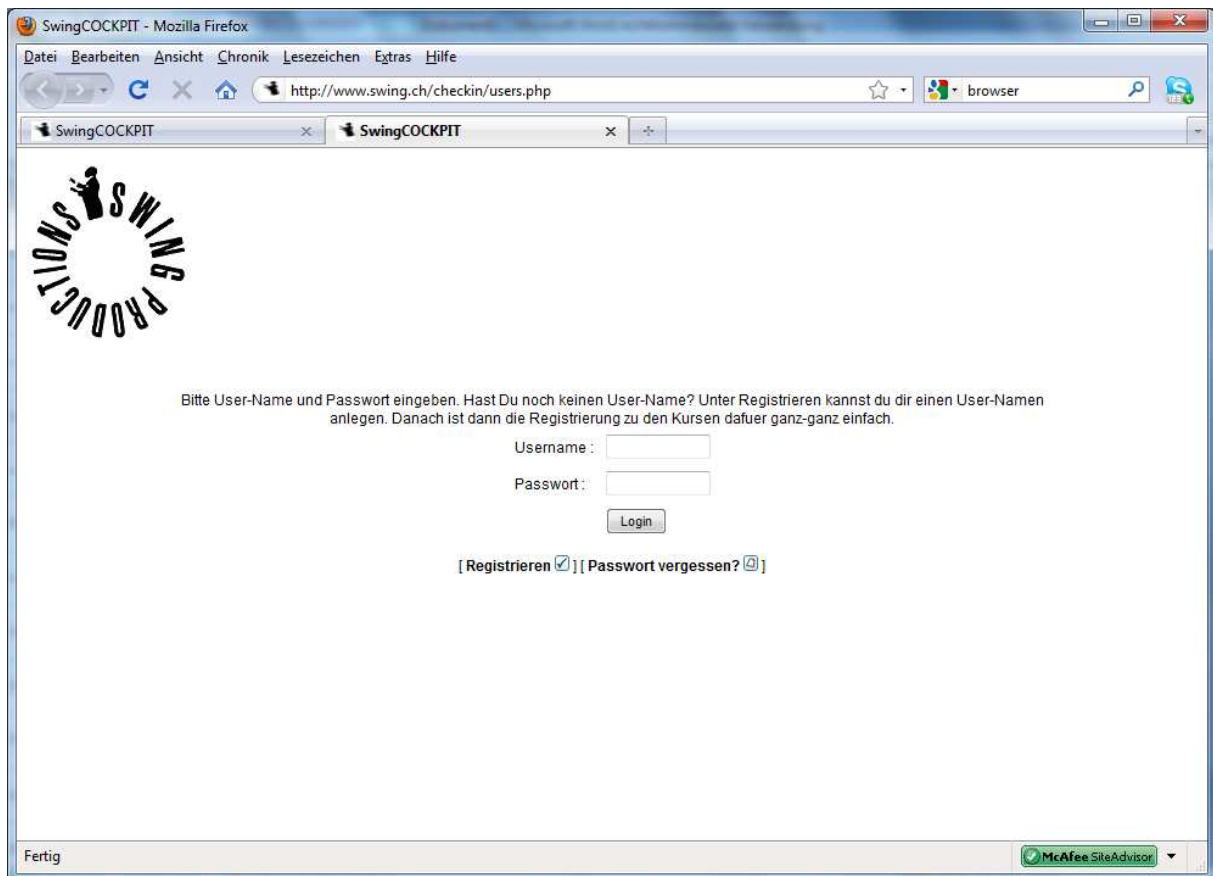 SwingCOCKPIT - Mozilla Firefox
Datei Bearbeiten Ansicht Chronik Lesezeichen Extras Hilfe
http://www.swing.ch/checkin/users.php
browser
SwingCOCKPIT
SwingCOCKPIT
SWING PRODUCTIONS
Bitte User-Name und Passwort eingeben. Hast Du noch keinen User-Name? Unter Registrieren kannst du dir einen User-Namen
anlegen. Danach ist dann die Registrierung zu den Kursen dafuer ganz-ganz einfach.
Username :
Passwort :
Login
[ Registrieren ] [ Passwort vergessen? ]
Fertig
McAfee SiteAdvisor